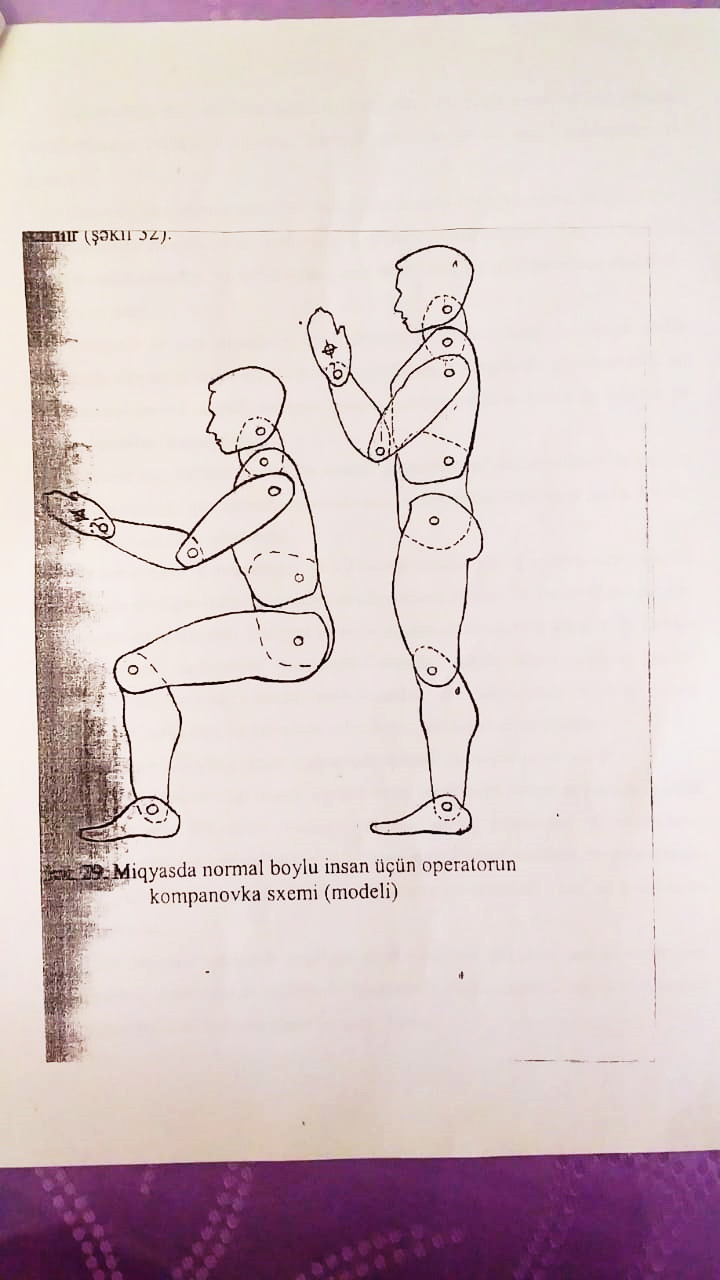 (şəkil 32).
29. Miqyasda normal boylu insan üçün operatorun
kompanovka sxemi (modeli)